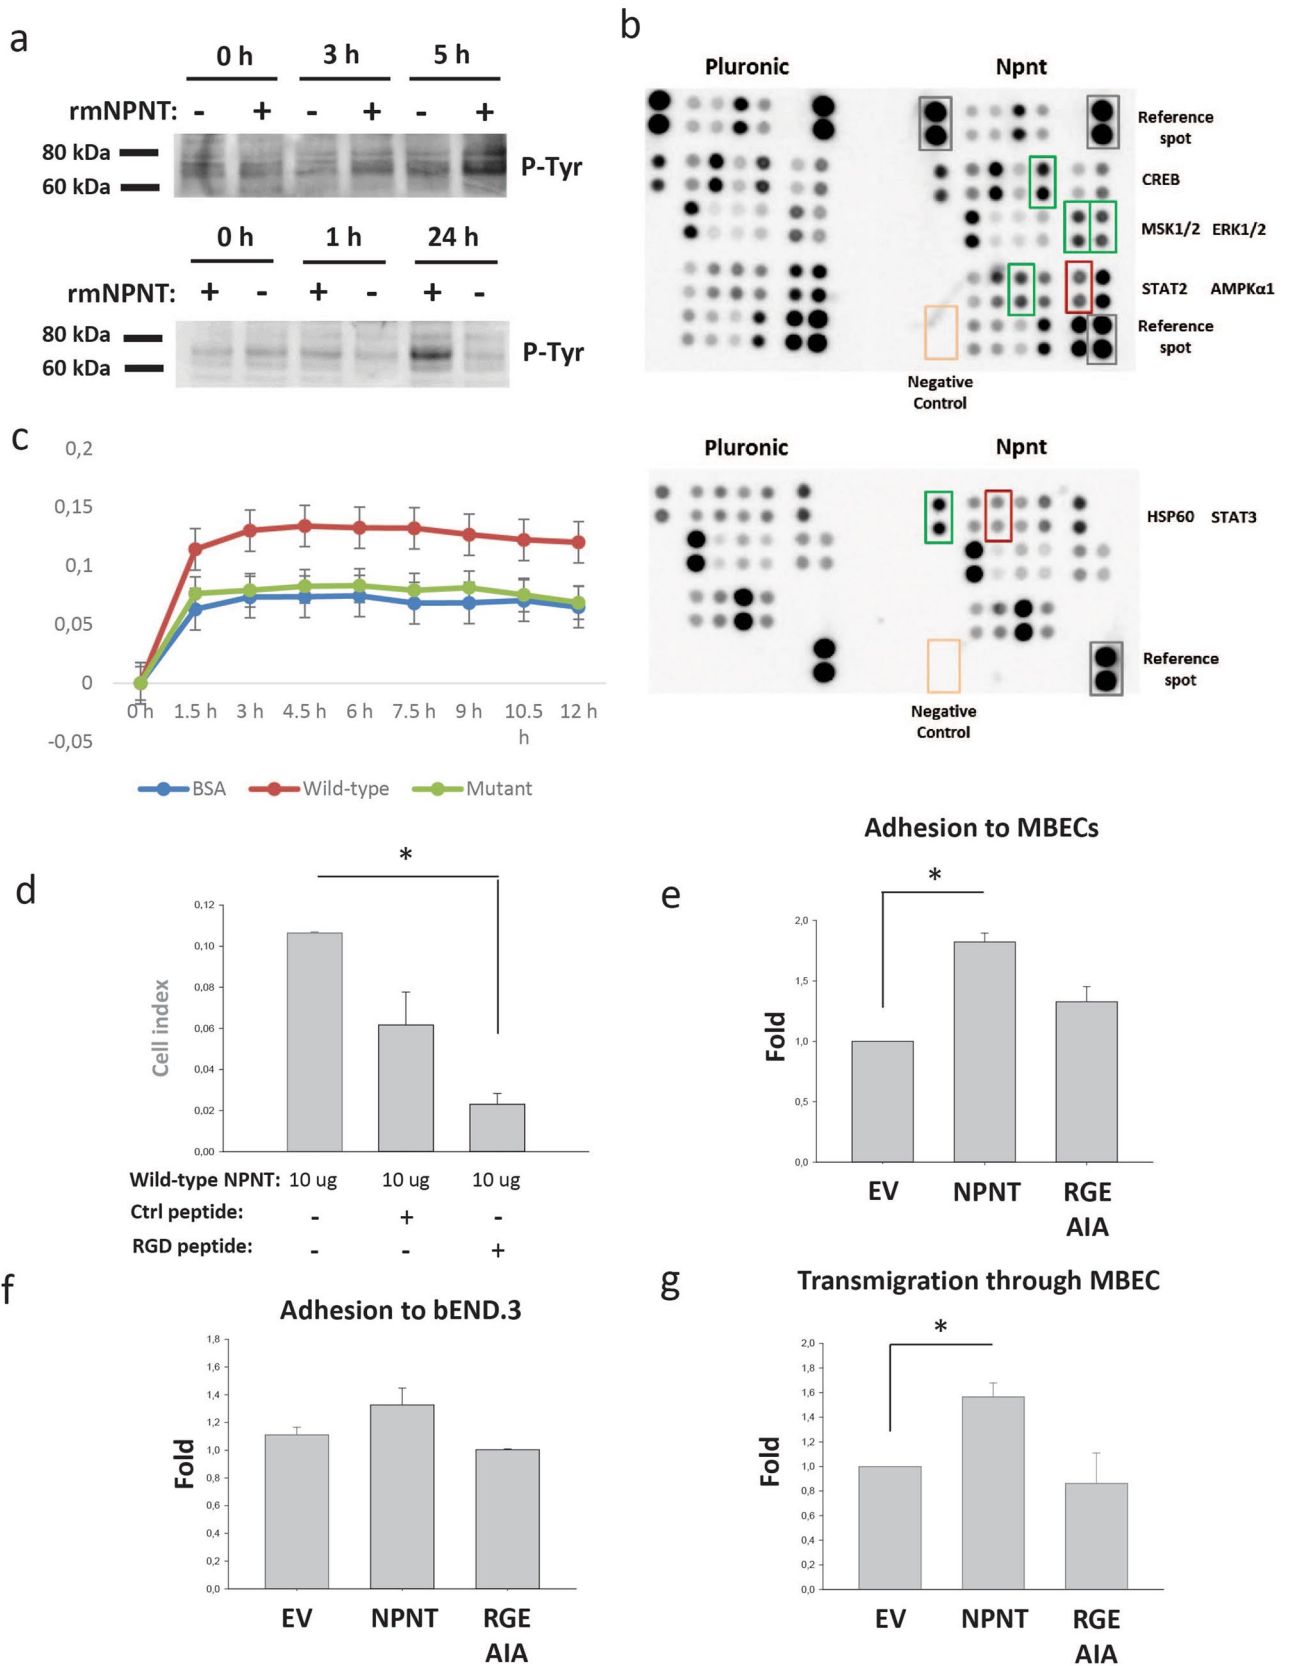 a
0 h 3 h 5 h
rmNPNT: - + - + - +
80 kDa
60 kDa
P-Tyr
0 h 1 h 24 h
rmNPNT: + - + - + -
80 kDa
60 kDa
P-Tyr
b
Pluronic Npnt
Reference
spot
CREB
MSK1/2 ERK1/2
STAT2 AMPKα1
Reference
spot
Negative
Control
Pluronic Npnt
HSP60 STAT3
Reference
spot
Negative
Control
c
0,2
0,15
0,1
0,05
0
-0,05
0 h 1.5 h 3 h 4.5 h 6 h 7.5 h 9 h 10.5 h 12 h
BSA Wild-type Mutant
d
*
Cell index
0,12
0,10
0,08
0,06
0,04
0,02
0,00
Wild-type NPNT: 10 ug 10 ug 10 ug
Ctrl peptide: - + -
RGD peptide: - - +
e
Adhesion to MBECs
*
Fold
2,0
1,5
1,0
0,5
0,0
EV NPNT RGE
AIA
f
Adhesion to bEND.3
Fold
1,8
1,6
1,4
1,2
1,0
0,8
0,6
0,4
0,2
0,0
EV NPNT RGE
AIA
g
Transmigration through MBEC
*
Fold
2,0
1,8
1,6
1,4
1,2
1,0
0,8
0,6
0,4
0,2
0,0
EV NPNT RGE
AIA